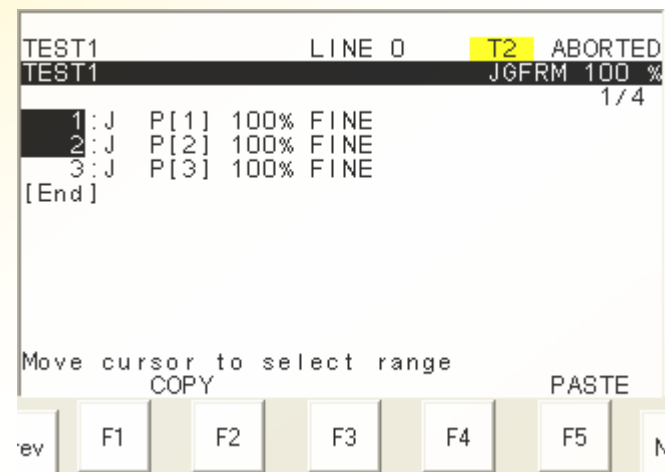 TEST1 LINE 0 T2 ABORTED
TEST1 JGFRM 100 %
1/4
1:J P[1] 100% FINE
2:J P[2] 100% FINE
3:J P[3] 100% FINE
[End]
Move cursor to select range
COPY PASTE
rev F1 F2 F3 F4 F5 N